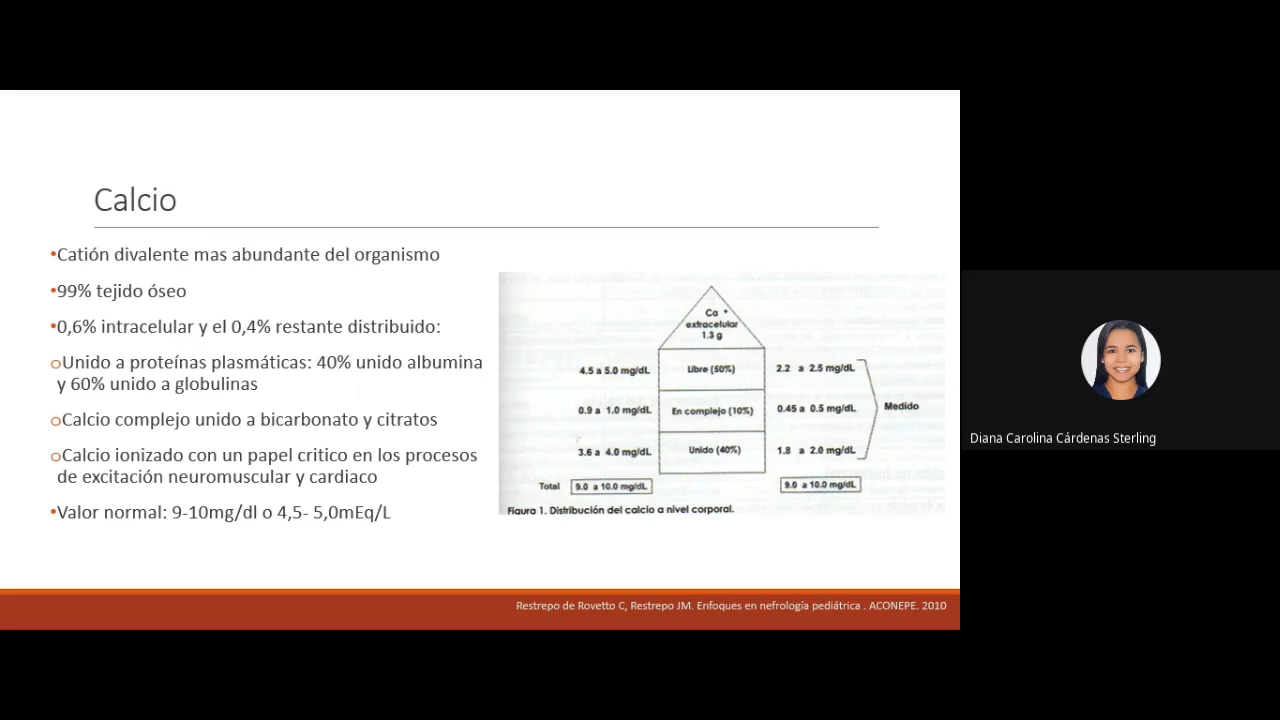 Calcio
•Catión divalente mas abundante del organismo
•99% tejido óseo
•0,6% intracelular y el 0,4% restante distribuido:
oUnido a proteínas plasmáticas: 40% unido albumina
y 60% unido a globulinas
oCalcio complejo unido a bicarbonato y citratos
oCalcio ionizado con un papel critico en los procesos
de excitación neuromuscular y cardiaco
•Valor normal: 9-10mg/dl o 4,5- 5,0mEq/L
Ca +
extracelular
1.3 g
4.5 a 5.0 mg/dL Libre (50%) 2.2 a 2.5 mg/dL
0.9 a 1.0 mg/dL En complejo (10%) 0.45 a 0.5 mg/dL Medido
3.6 a 4.0 mg/dL Unido (40%) 1.8 a 2.0 mg/dL
Total 9.0 a 10.0 mg/dL 9.0 a 10.0 mg/dL
Figura 1. Distribución del calcio a nivel corporal.
Restrepo de Rovetto C, Restrepo JM. Enfoques en nefrología pediátrica . ACONEPE. 2010
Diana Carolina Cárdenas Sterling